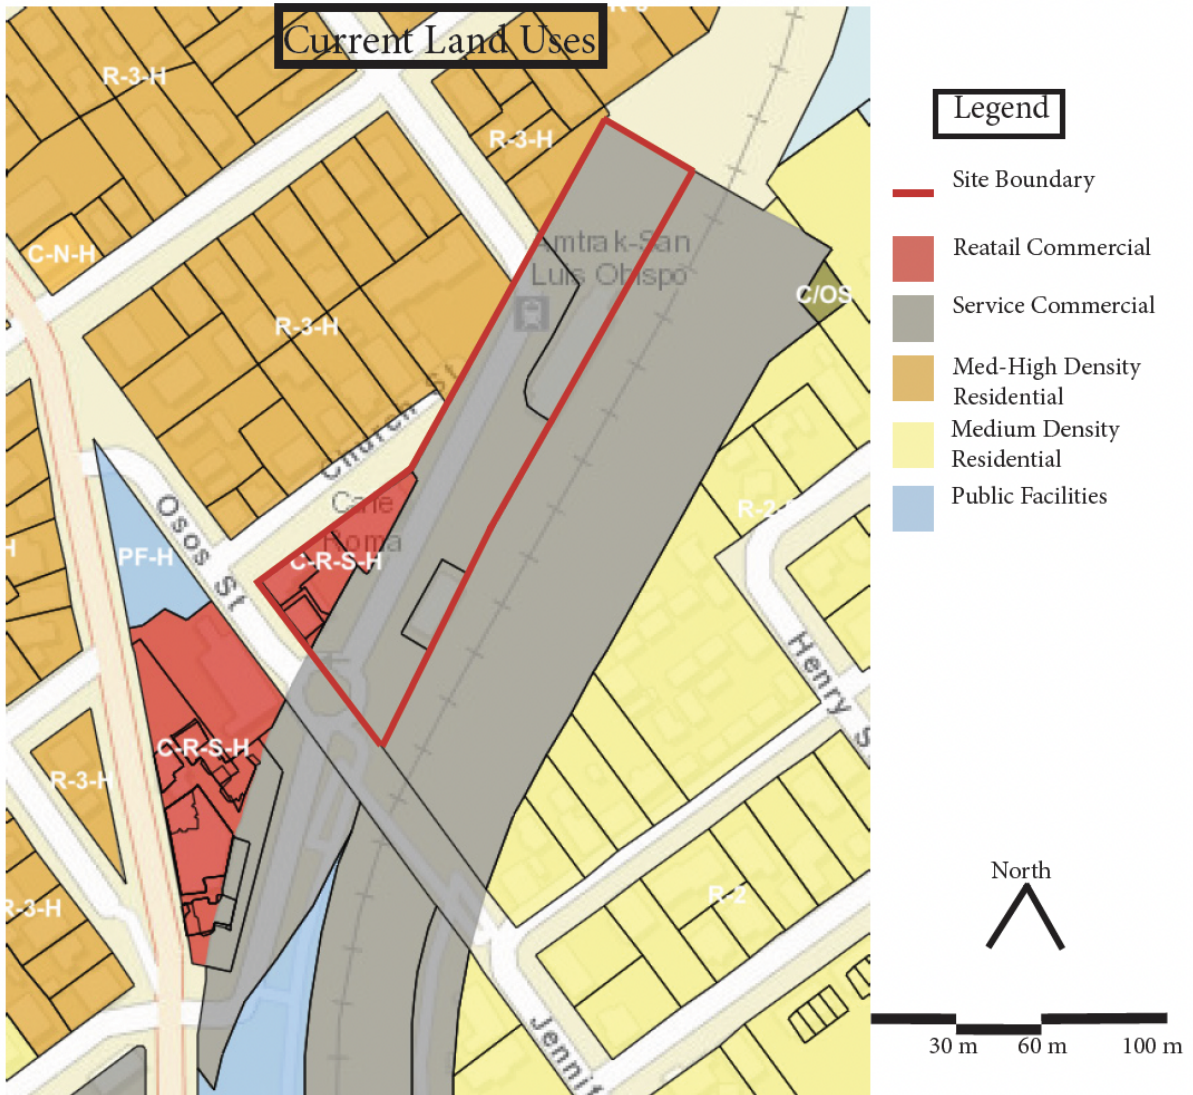 Current Land Uses
R-3-H
R-3-H
C-N-H
R-3-H
Amtrak-San
Luis Obispo
C/OS
Church St
Osos St
Cafe
Roma
C-R-S-H
PF-H
H
R-2
Henry S
C-R-S-H
R-3-H
R-3-H
R-2
Jennif
Legend
Site Boundary
Reatail Commercial
Service Commercial
Med-High Density
Residential
Medium Density
Residential
Public Facilities
North
30 m 60 m 100 m